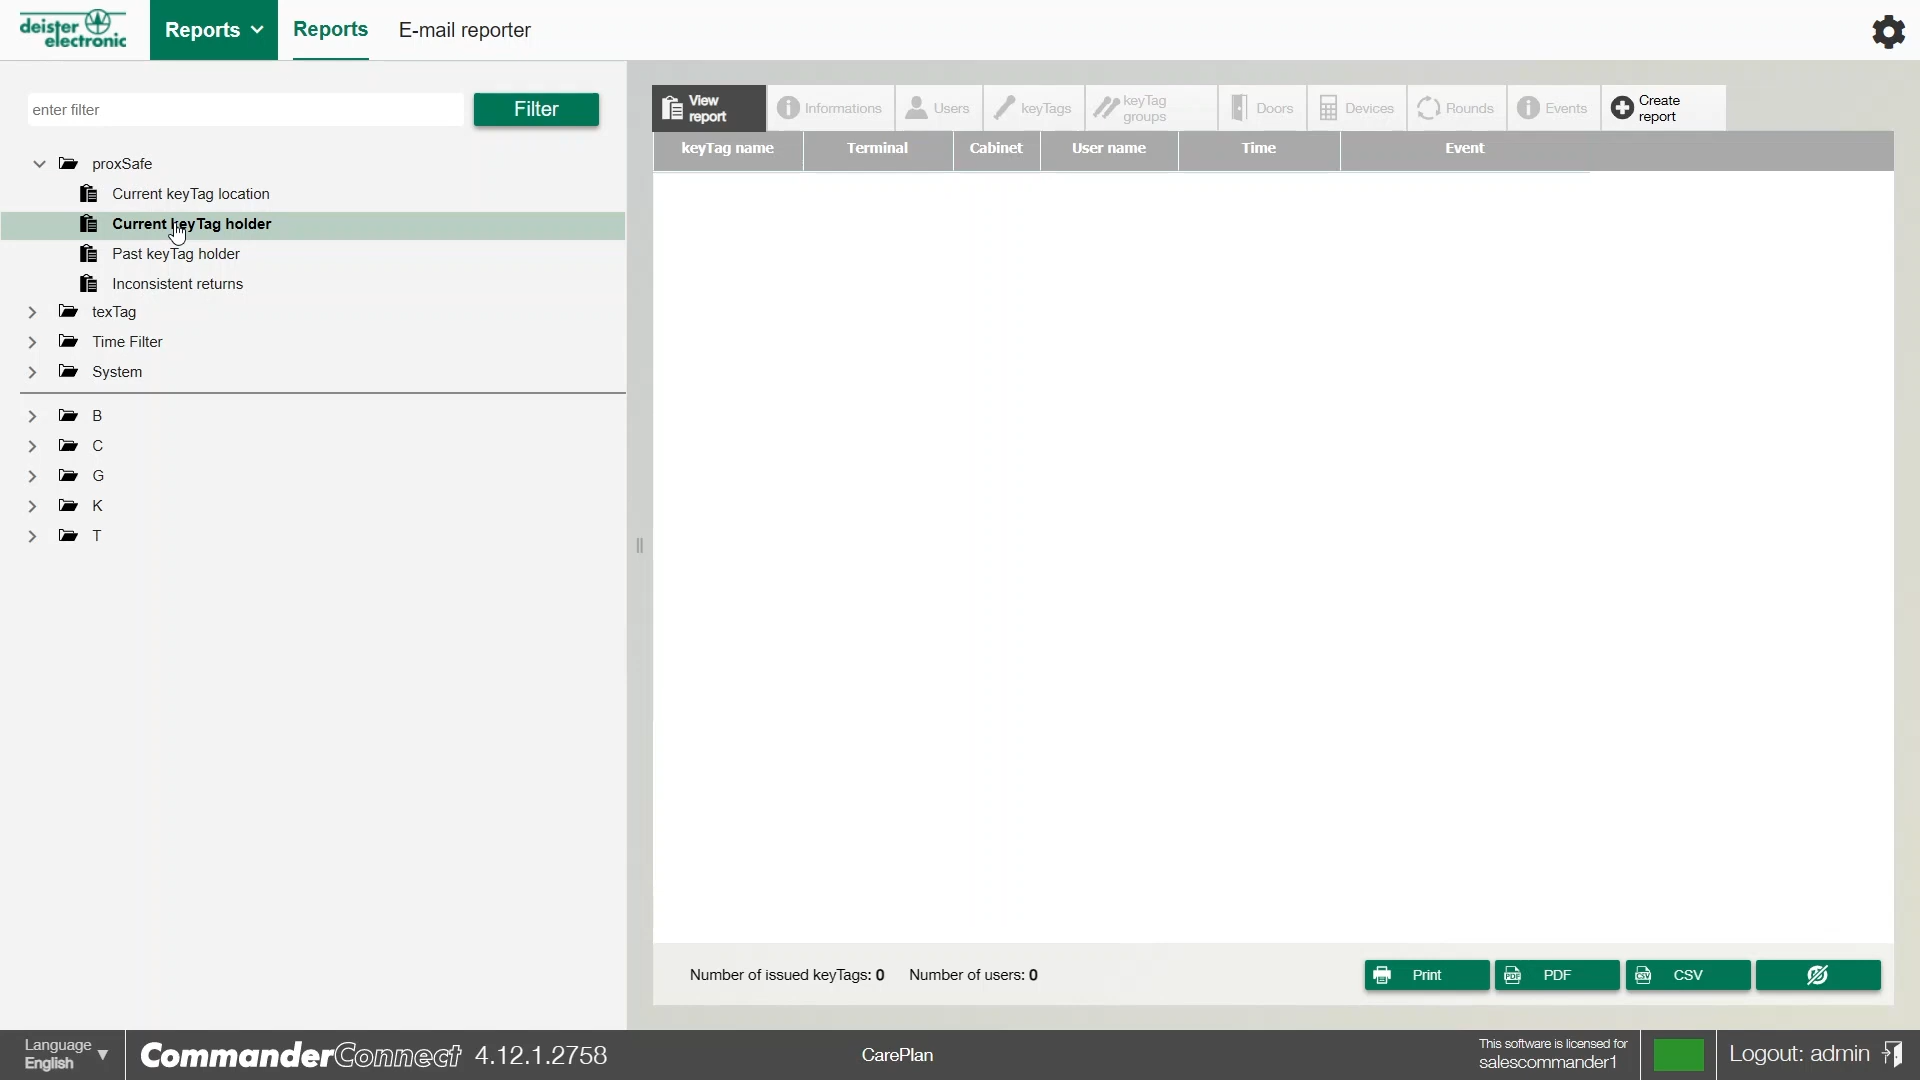 deister
electronic
Reports
Reports
E-mail reporter
enter filter
Filter
proxSafe
Current keyTag location
Current keyTag holder
Past keyTag holder
Inconsistent returns
texTag
Time Filter
System
B
C
G
K
T
View
report
Informations
Users
keyTags
keyTag
groups
Doors
Devices
Rounds
Events
Create
report
keyTag name
Terminal
Cabinet
User name
Time
Event
Number of issued keyTags: 0
Number of users: 0
Print
PDF
PDF
CSV
CSV
Language
English
CommanderConnect 4.12.1.2758
CarePlan
This software is licensed for
salescommander1
Logout: admin